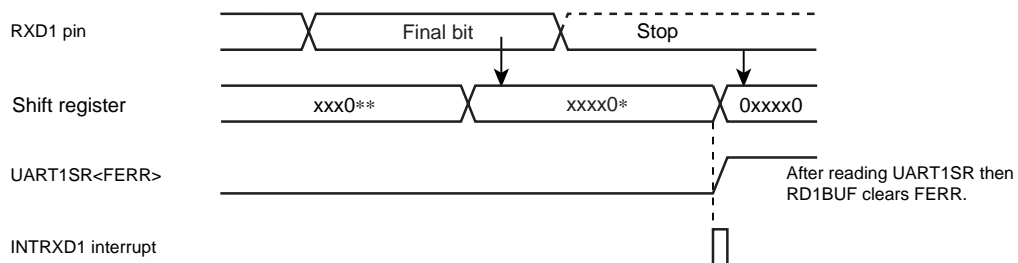 RXD1 pin
Final bit
Stop
Shift register
xxx0**
xxxx0*
0xxxx0
UART1SR<FERR>
After reading UART1SR then
RD1BUF clears FERR.
INTRXD1 interrupt